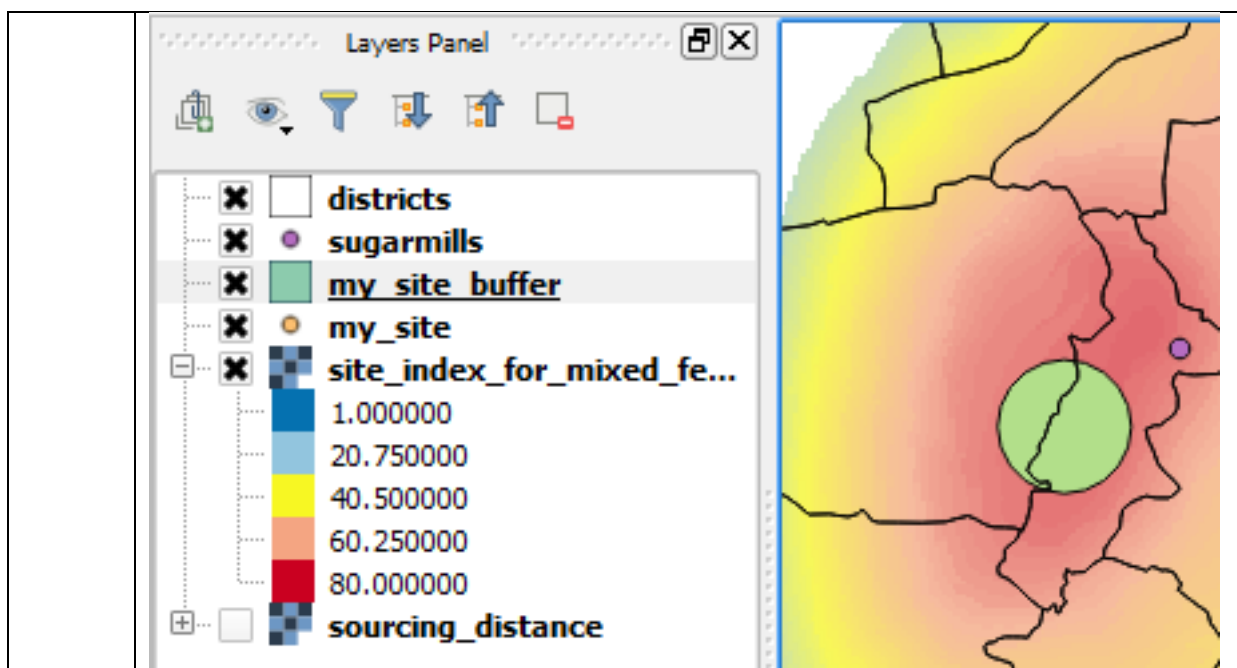 Layers Panel
districts
sugarmills
my_site_buffer
my_site
site_index_for_mixed_fe...
1.000000
20.750000
40.500000
60.250000
80.000000
sourcing_distance